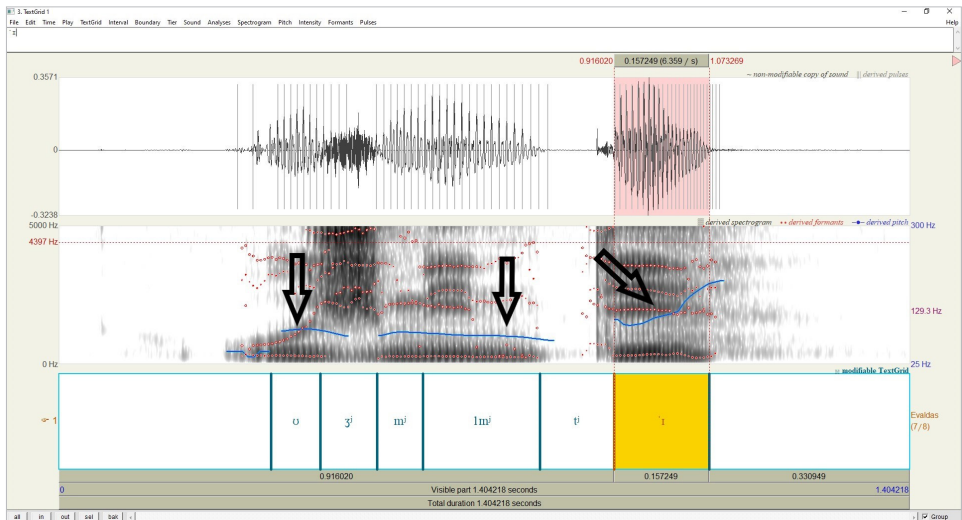 3. TextGrid 1
File Edit Time Play TextGrid Interval Boundary Tier Sound Analyses Spectrogram Pitch Intensity Formants Pulses Help
ˈɪ
0.916020 0.157249 (6.359 / s) 1.073269
0.3571
~ non-modifiable copy of sound || derived pulses
0
-0.3238
derived spectrogram •• derived formants –•– derived pitch
5000 Hz 300 Hz
4397 Hz
129.3 Hz
0 Hz 25 Hz
modifiable TextGrid
1 ʊ ʒʲ mʲ ɪmʲ tʲ ˈɪ Evaldas
(7/8)
0.916020 0.157249 0.330949
0 Visible part 1.404218 seconds 1.404218
Total duration 1.404218 seconds
all in out sel bak Group